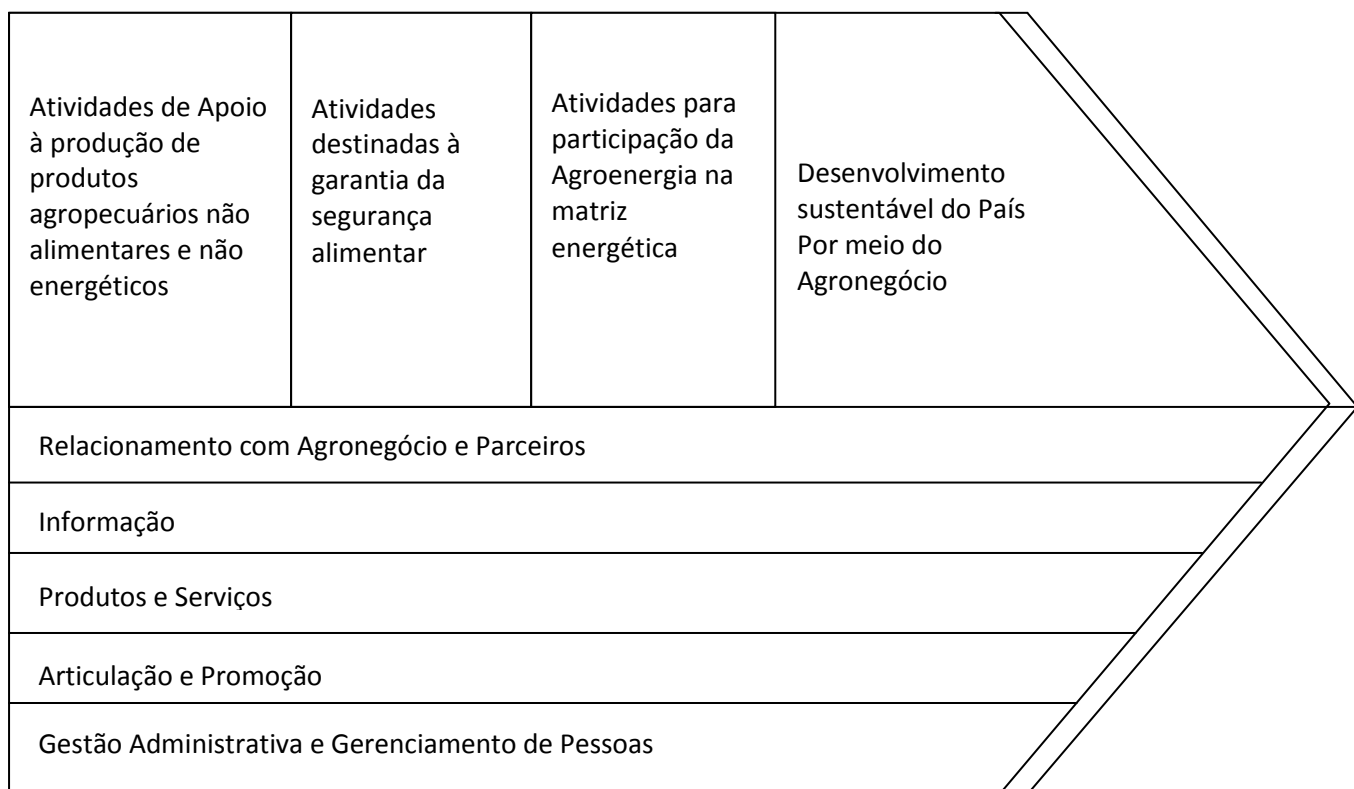 Atividades de Apoio
à produção de
produtos
agropecuários não
alimentares e não
energéticos
Atividades
destinadas à
garantia da
segurança
alimentar
Atividades para
participação da
Agroenergia na
matriz
energética
Desenvolvimento
sustentável do País
Por meio do
Agronegócio
Relacionamento com Agronegócio e Parceiros
Informação
Produtos e Serviços
Articulação e Promoção
Gestão Administrativa e Gerenciamento de Pessoas